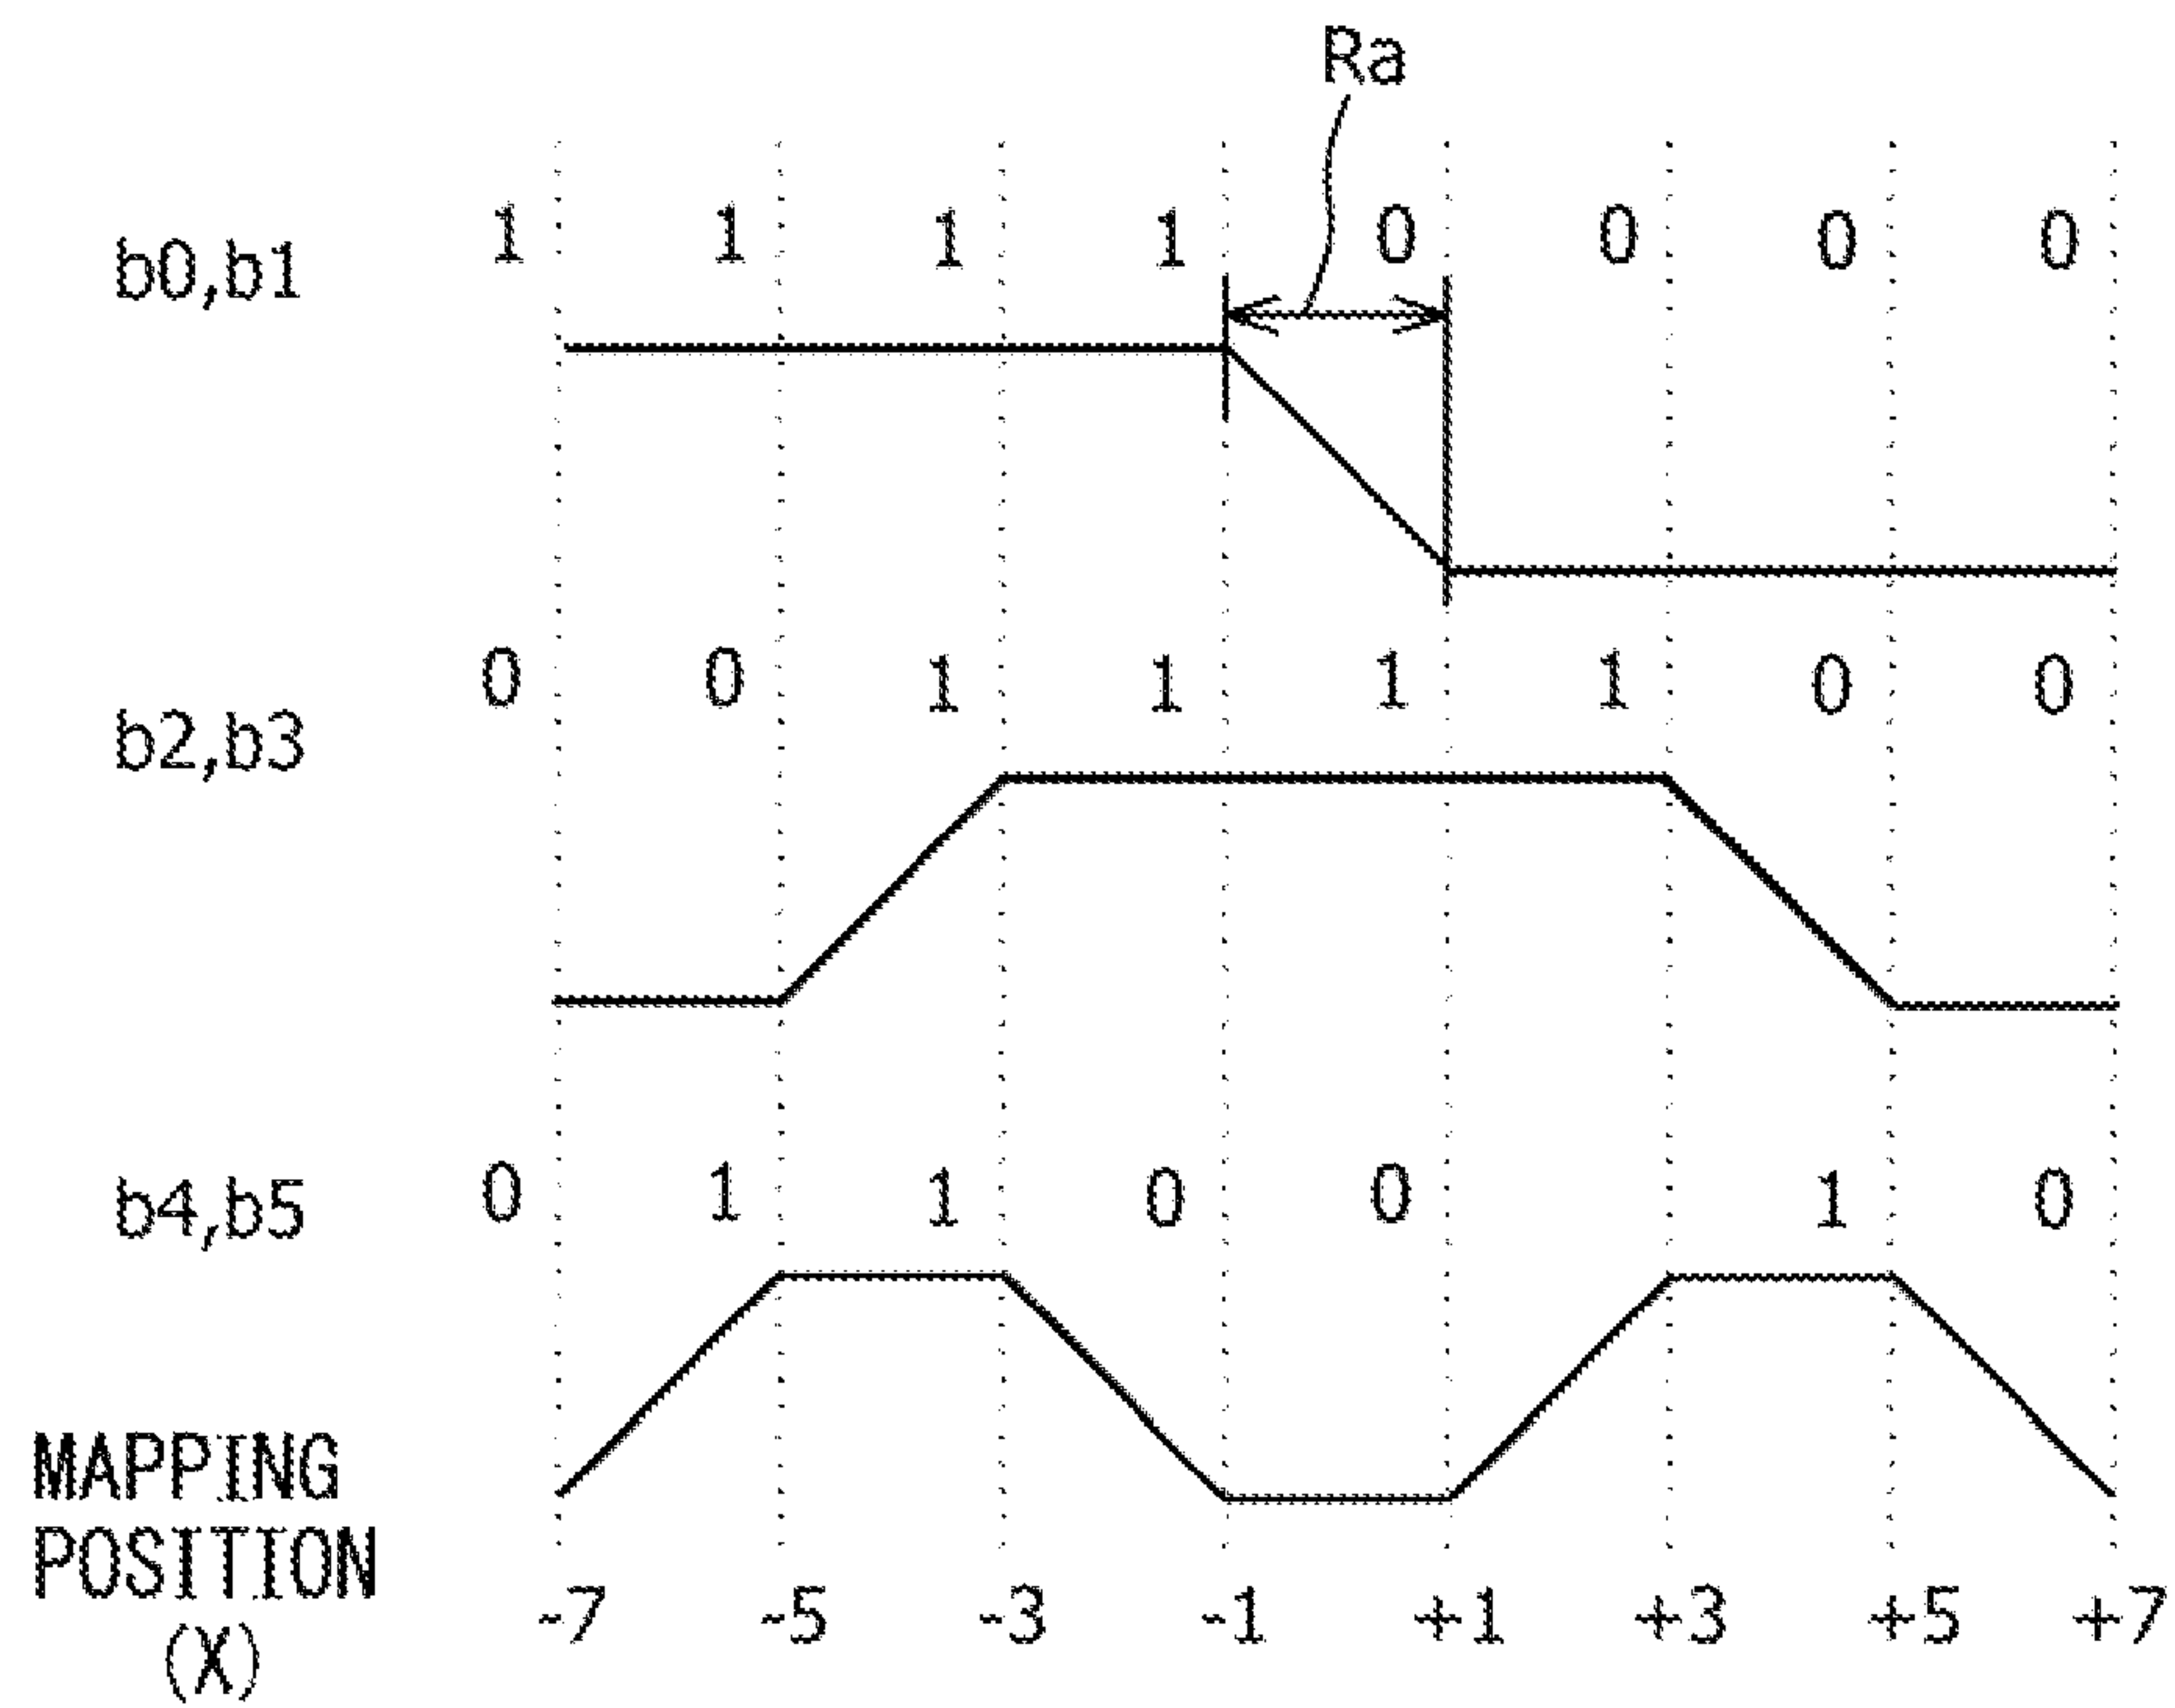 Ra
1 1 1 1 0 0 0 0
b0,b1
0 0 1 1 1 1 0 0
b2,b3
0 1 1 0 0 1 0
b4,b5
MAPPING
POSITION
(X)
-7 -5 -3 -1 +1 +3 +5 +7